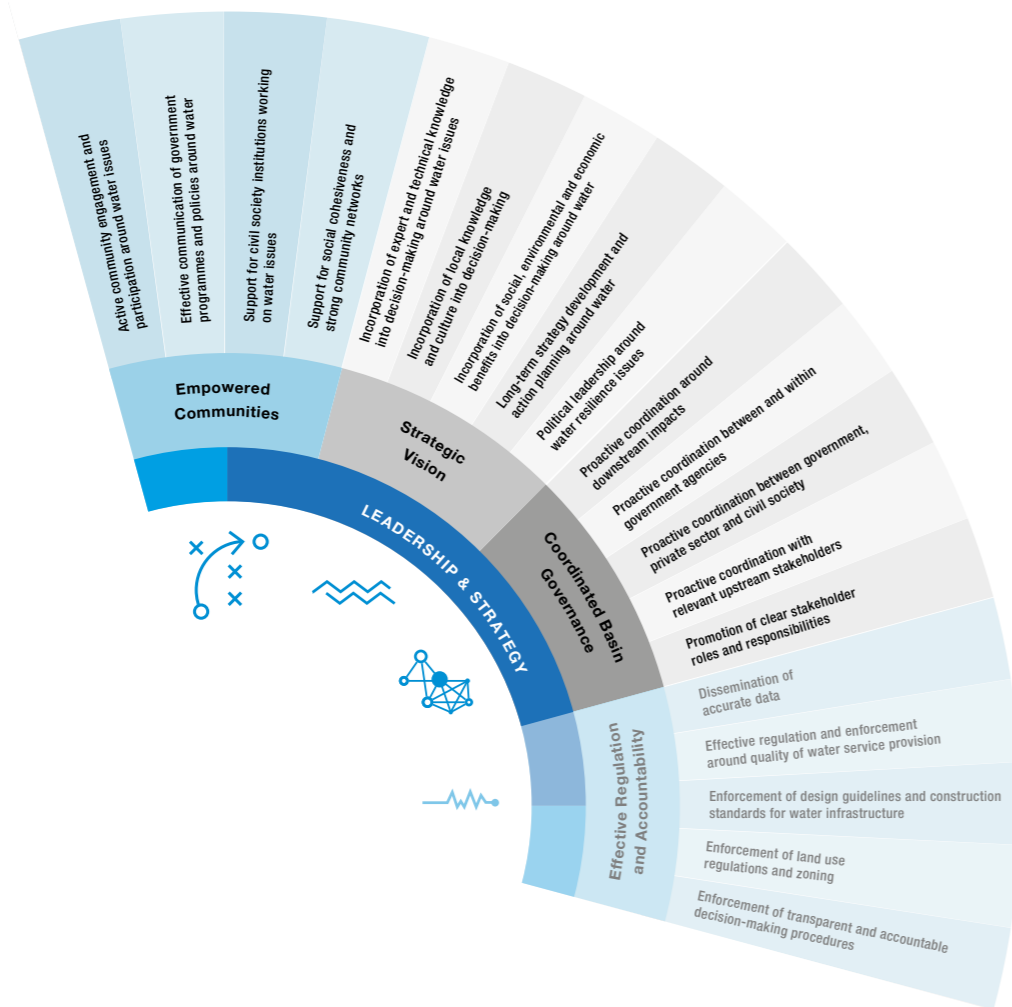 Active community engagement and
participation around water issues
Effective communication of government
programmes and policies around water
Support for civil society institutions working
on water issues
Support for social cohesiveness and
strong community networks
Empowered
Communities
Incorporation of expert and technical knowledge
into decision-making around water issues
Incorporation of local knowledge
and culture into decision-making
Incorporation of social, environmental and economic
benefits into decision-making around water
Long-term strategy development and
action planning around water
Political leadership around
water resilience issues
Strategic
Vision
LEADERSHIP & STRATEGY
Proactive coordination around
downstream impacts
Proactive coordination between and within
government agencies
Proactive coordination between government,
private sector and civil society
Proactive coordination with
relevant upstream stakeholders
Promotion of clear stakeholder
roles and responsibilities
Coordinated Basin
Governance
Dissemination of
accurate data
Effective regulation and enforcement
around quality of water service provision
Enforcement of design guidelines and construction
standards for water infrastructure
Enforcement of land use
regulations and zoning
Enforcement of transparent and accountable
decision-making procedures
Effective Regulation
and Accountability